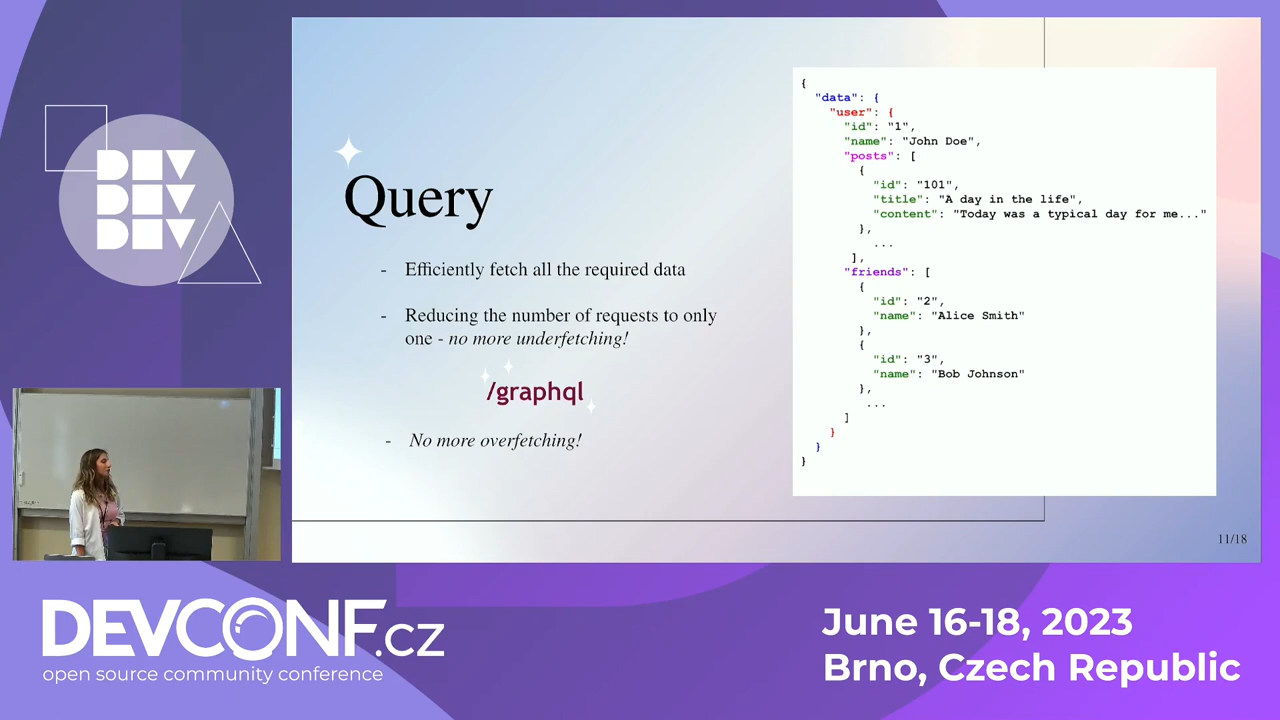 DEV
DEV
DEV
Query
- Efficiently fetch all the required data
- Reducing the number of requests to only
one - no more underfetching!
/graphql
- No more overfetching!
{
"data": {
"user": {
"id": "1",
"name": "John Doe",
"posts": [
{
"id": "101",
"title": "A day in the life",
"content": "Today was a typical day for me..."
},
...
],
"friends": [
{
"id": "2",
"name": "Alice Smith"
},
{
"id": "3",
"name": "Bob Johnson"
},
...
]
}
}
}
11/18
DEVCONF.cz
open source community conference
June 16-18, 2023
Brno, Czech Republic